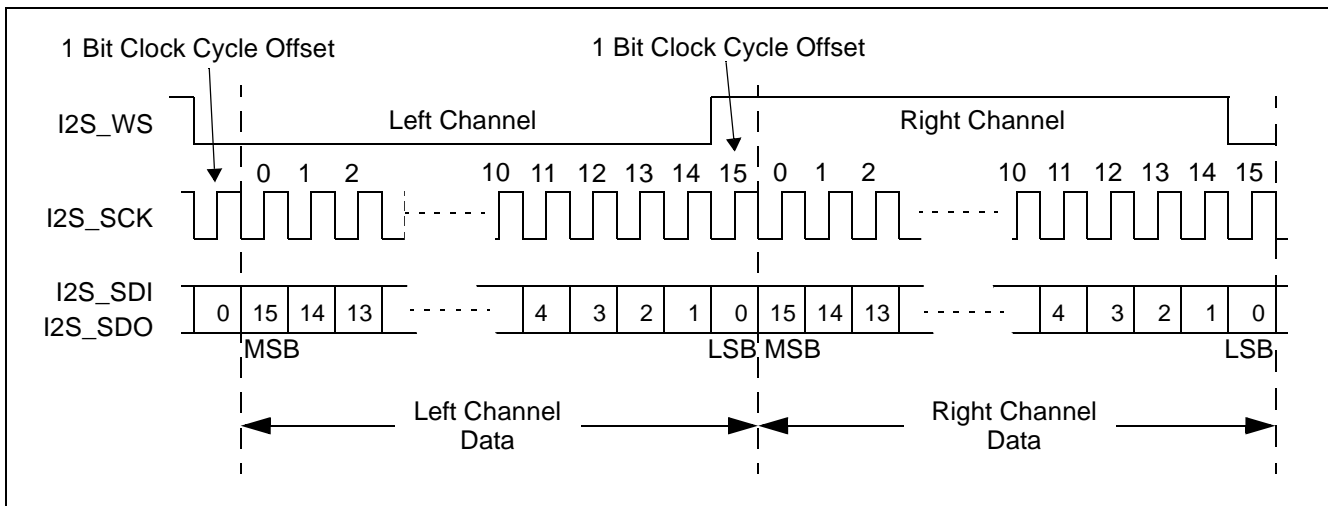 1 Bit Clock Cycle Offset 1 Bit Clock Cycle Offset
I2S_WS Left Channel Right Channel
0 1 2 10 11 12 13 14 15 0 1 2 10 11 12 13 14 15
I2S_SCK
I2S_SDI
0 15 14 13 4 3 2 1 0 15 14 13 4 3 2 1 0
I2S_SDO
MSB LSB MSB LSB
Left Channel Right Channel
Data Data